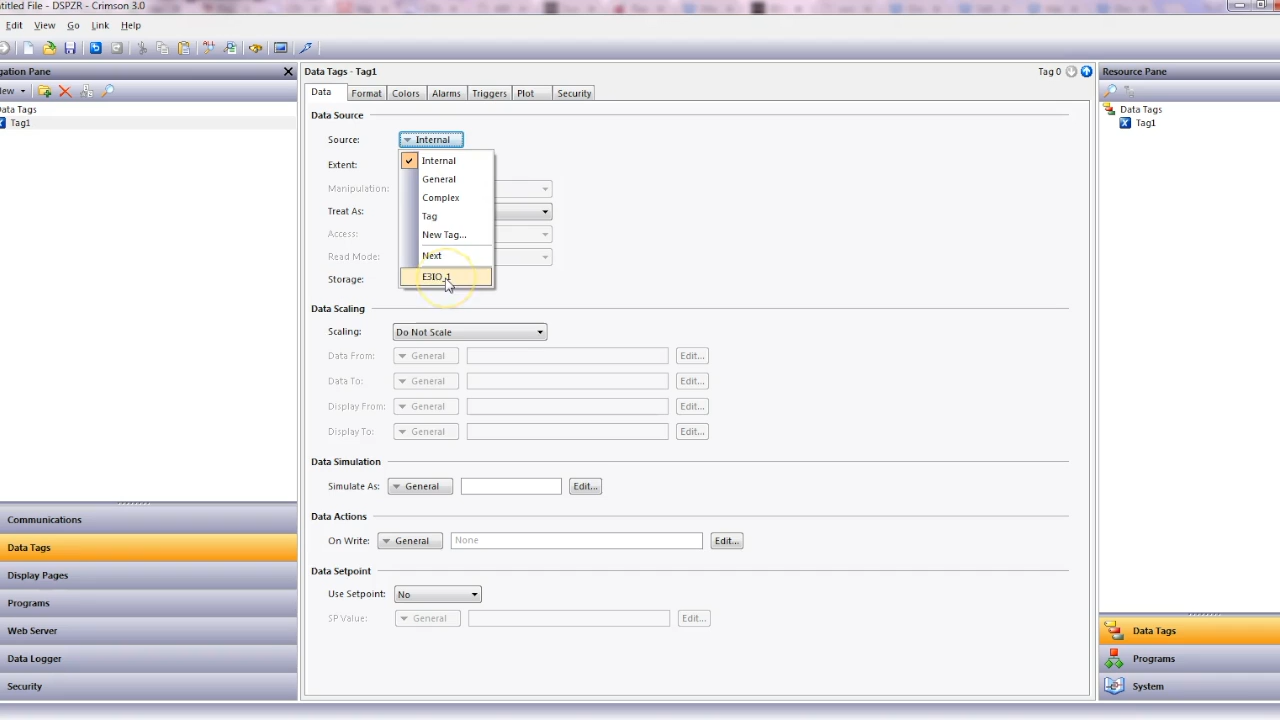 ntitled File - DSPZR - Crimson 3.0
Edit View Go Link Help
gation Pane
ew
ata Tags
Tag1
Communications
Data Tags
Display Pages
Programs
Web Server
Data Logger
Security
Data Tags - Tag1
Tag 0
Data Format Colors Alarms Triggers Plot Security
Data Source
Source: Internal
Internal
General
Complex
Tag
New Tag...
Next
E3IO_1
Extent:
Manipulation:
Treat As:
Access:
Read Mode:
Storage:
Data Scaling
Scaling: Do Not Scale
Data From: General Edit...
Data To: General Edit...
Display From: General Edit...
Display To: General Edit...
Data Simulation
Simulate As: General Edit...
Data Actions
On Write: General None Edit...
Data Setpoint
Use Setpoint: No
SP Value: General Edit...
Resource Pane
Data Tags
Tag1
Data Tags
Programs
System